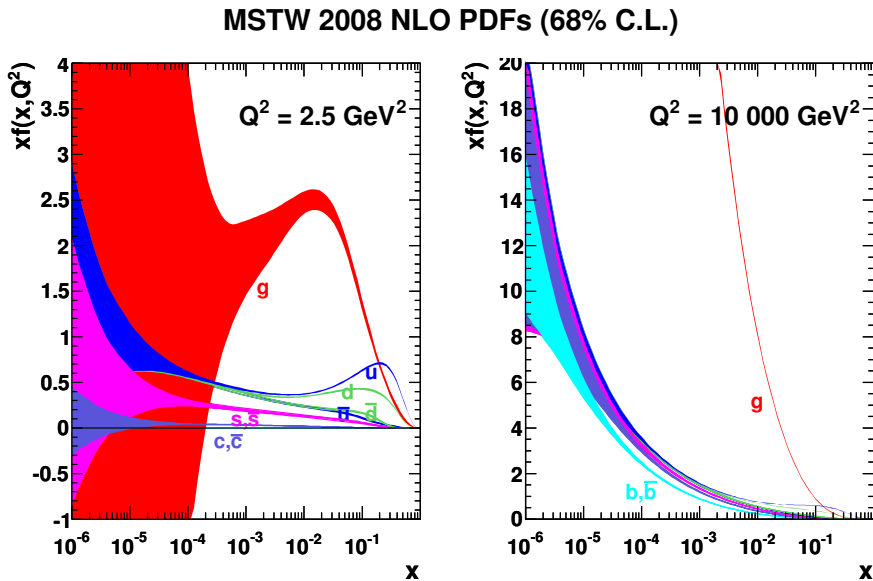 MSTW 2008 NLO PDFs (68% C.L.)
xf(x,Q²)
Q² = 2.5 GeV²
4
3.5
3
2.5
2
1.5
1
0.5
0
-0.5
-1
g
u
d
u̅
d̅
s,s̅
c,c̅
10⁻⁶ 10⁻⁵ 10⁻⁴ 10⁻³ 10⁻² 10⁻¹
x
xf(x,Q²)
Q² = 10 000 GeV²
20
18
16
14
12
10
8
6
4
2
0
g
b,b̅
10⁻⁶ 10⁻⁵ 10⁻⁴ 10⁻³ 10⁻² 10⁻¹
x